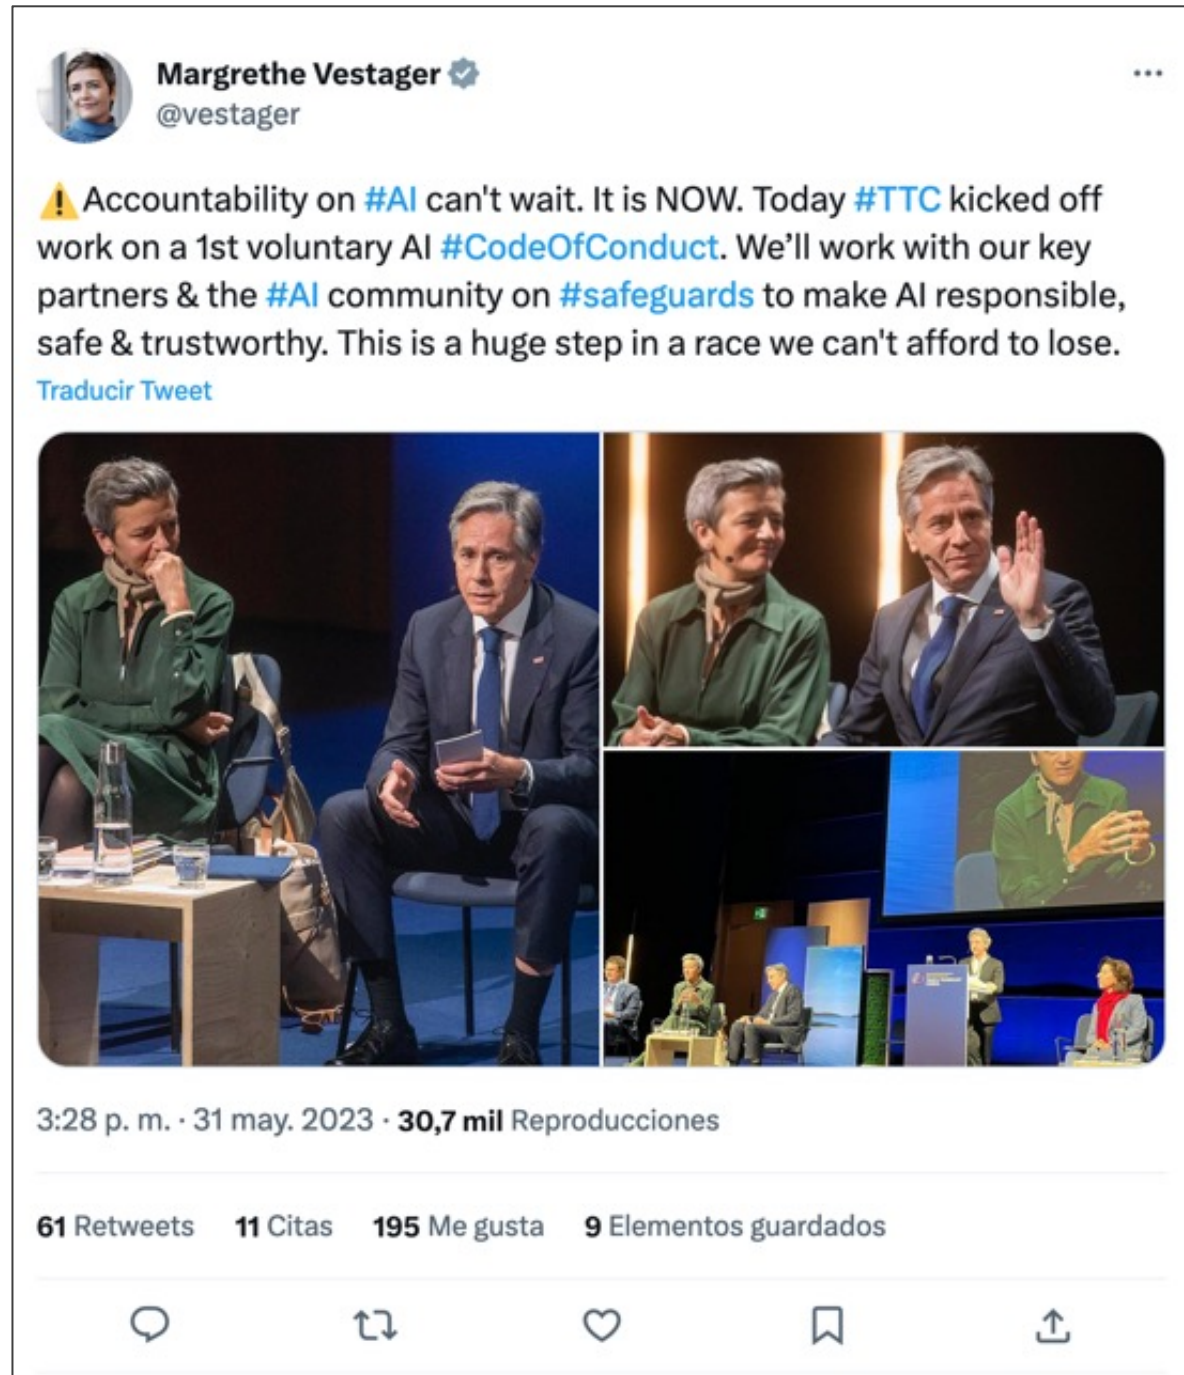 Margrethe Vestager
@vestager
⚠️Accountability on #AI can't wait. It is NOW. Today #TTC kicked off
work on a 1st voluntary AI #CodeOfConduct. We’ll work with our key
partners & the #AI community on #safeguards to make AI responsible,
safe & trustworthy. This is a huge step in a race we can't afford to lose.
Traducir Tweet
3:28 p. m. · 31 may. 2023 · 30,7 mil Reproducciones
61 Retweets 11 Citas 195 Me gusta 9 Elementos guardados